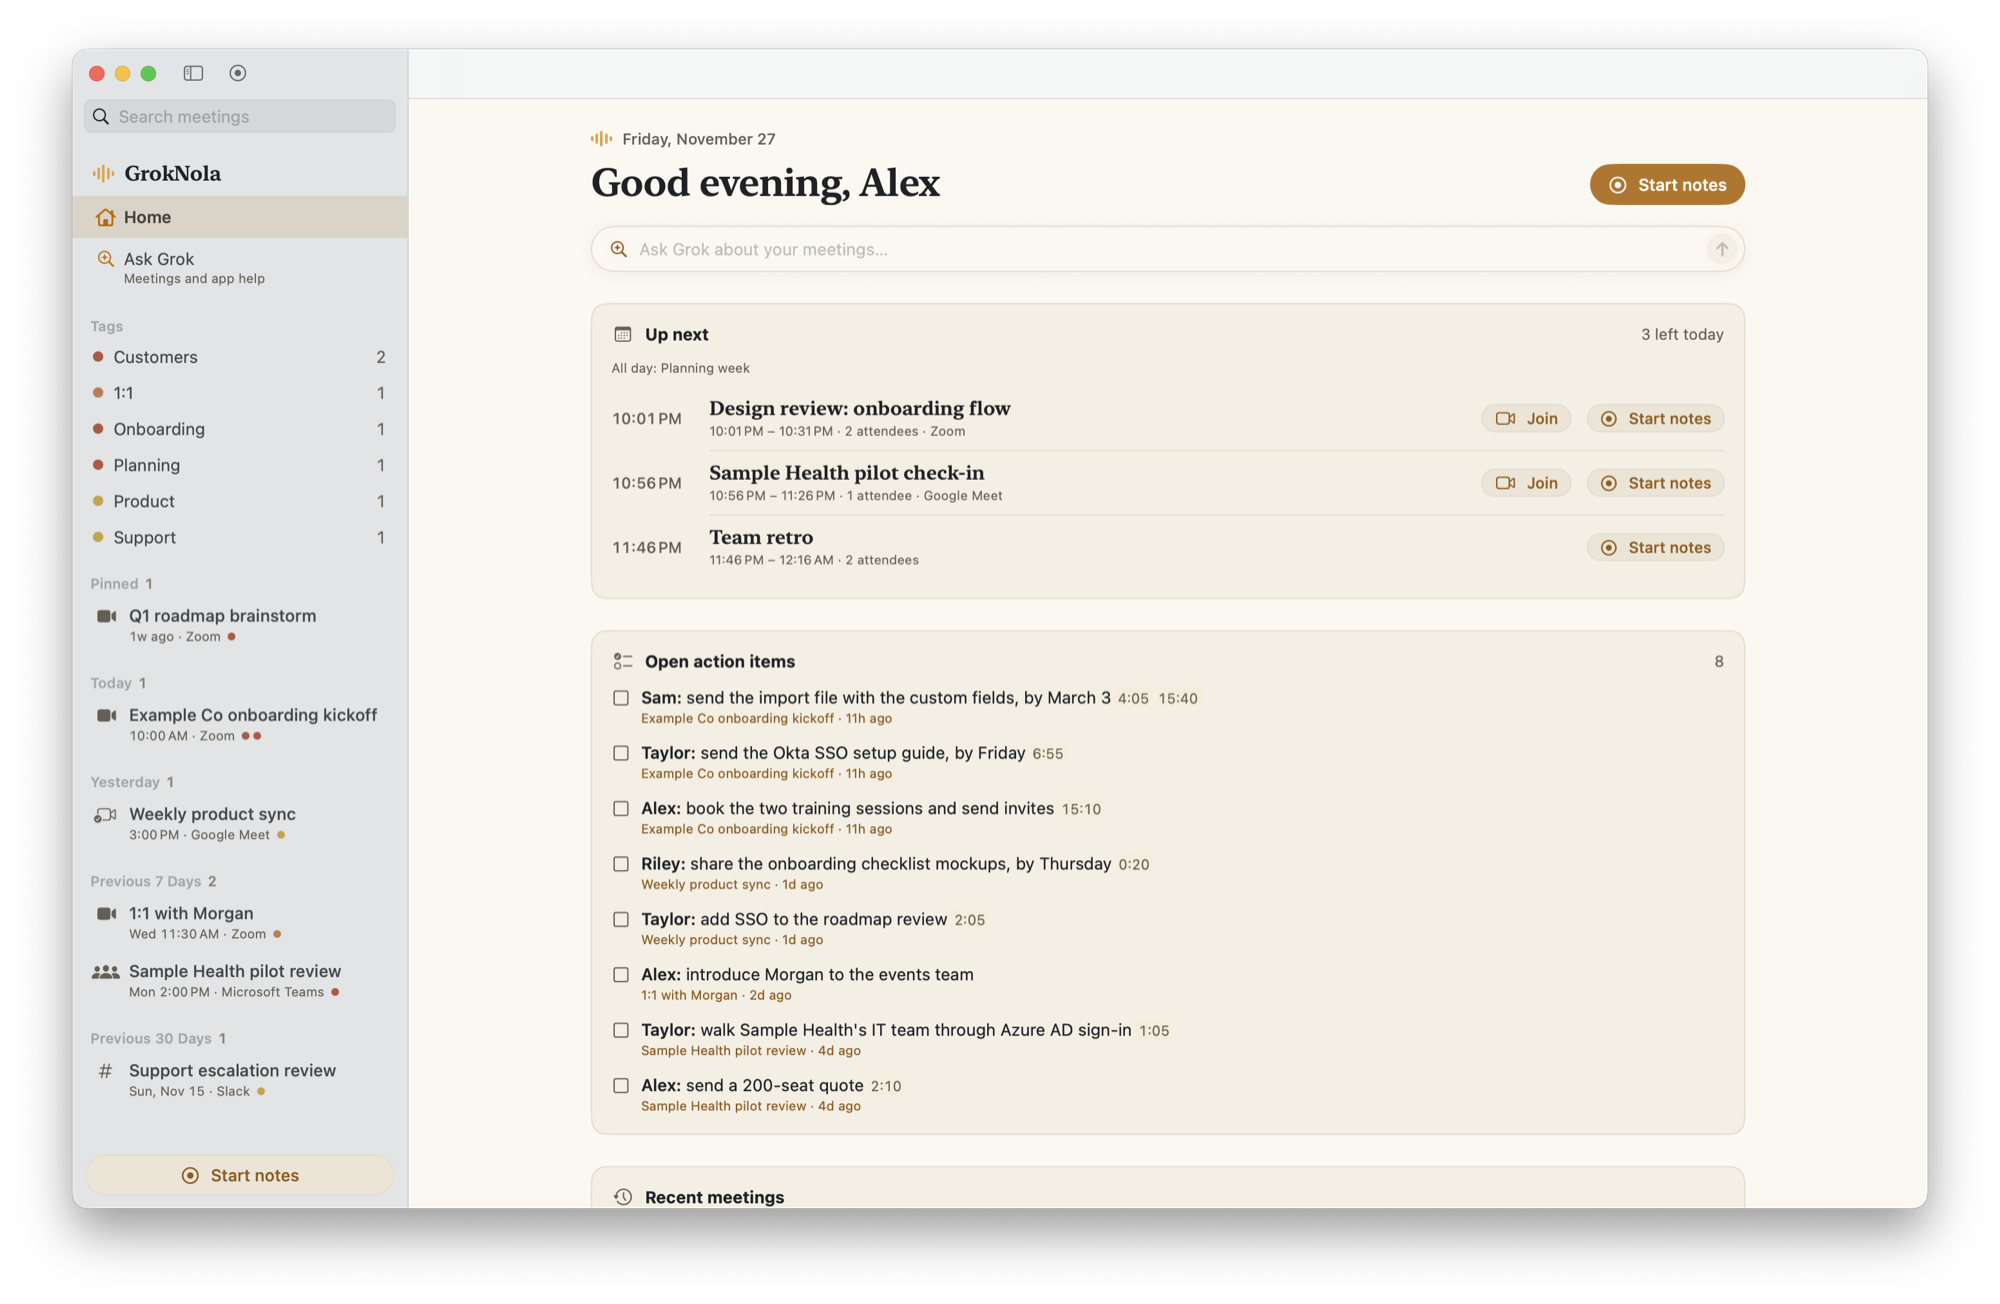 Search meetings
GrokNola
Home
Ask Grok
Meetings and app help
Tags
Customers 2
1:1 1
Onboarding 1
Planning 1
Product 1
Support 1
Pinned 1
Q1 roadmap brainstorm
1w ago · Zoom
Today 1
Example Co onboarding kickoff
10:00 AM · Zoom
Yesterday 1
Weekly product sync
3:00 PM · Google Meet
Previous 7 Days 2
1:1 with Morgan
Wed 11:30 AM · Zoom
Sample Health pilot review
Mon 2:00 PM · Microsoft Teams
Previous 30 Days 1
# Support escalation review
Sun, Nov 15 · Slack
Start notes
Friday, November 27
Good evening, Alex
Start notes
Ask Grok about your meetings...
Up next 3 left today
All day: Planning week
10:01 PM Design review: onboarding flow Join Start notes
10:01 PM – 10:31 PM · 2 attendees · Zoom
10:56 PM Sample Health pilot check-in Join Start notes
10:56 PM – 11:26 PM · 1 attendee · Google Meet
11:46 PM Team retro Start notes
11:46 PM – 12:16 AM · 2 attendees
Open action items 8
Sam: send the import file with the custom fields, by March 3 4:05 15:40
Example Co onboarding kickoff · 11h ago
Taylor: send the Okta SSO setup guide, by Friday 6:55
Example Co onboarding kickoff · 11h ago
Alex: book the two training sessions and send invites 15:10
Example Co onboarding kickoff · 11h ago
Riley: share the onboarding checklist mockups, by Thursday 0:20
Weekly product sync · 1d ago
Taylor: add SSO to the roadmap review 2:05
Weekly product sync · 1d ago
Alex: introduce Morgan to the events team
1:1 with Morgan · 2d ago
Taylor: walk Sample Health's IT team through Azure AD sign-in 1:05
Sample Health pilot review · 4d ago
Alex: send a 200-seat quote 2:10
Sample Health pilot review · 4d ago
Recent meetings